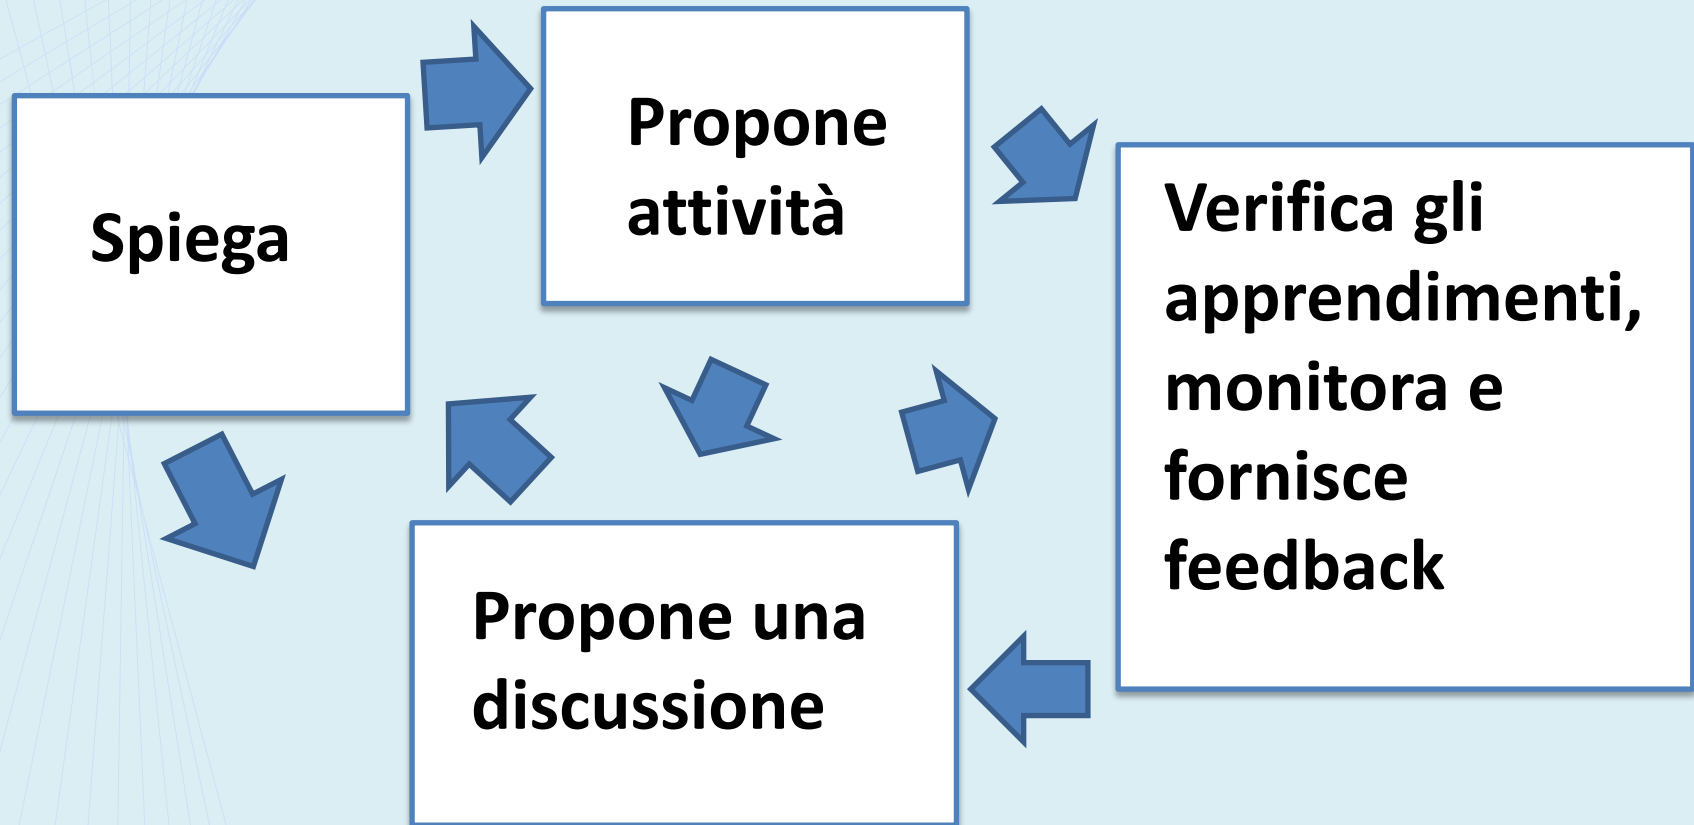 Spiega
Propone
attività
Verifica gli
apprendimenti,
monitora e
fornisce
feedback
Propone una
discussione